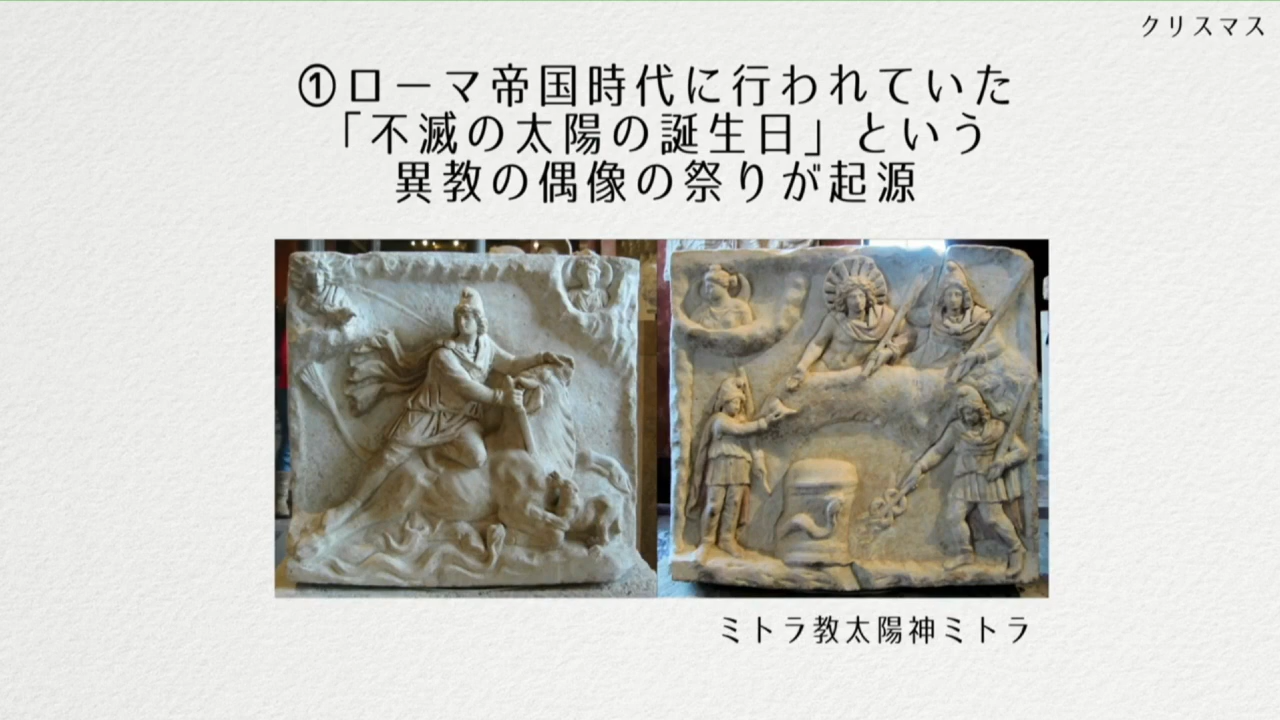 クリスマス
①ローマ帝国時代に行われていた
「不滅の太陽の誕生日」という
異教の偶像の祭りが起源
ミトラ教太陽神ミトラ